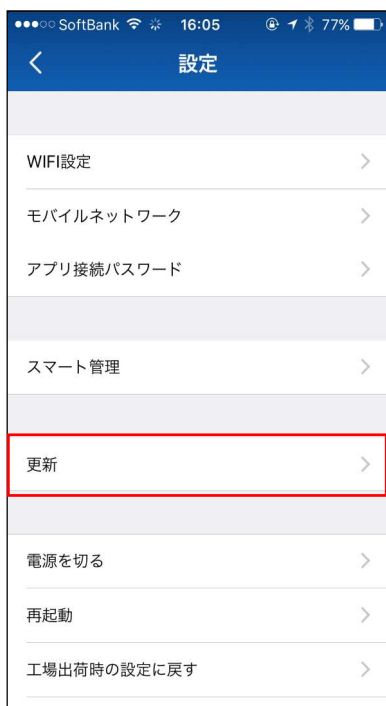 SoftBank 16:05 77%
設定
WIFI設定
モバイルネットワーク
アプリ接続パスワード
スマート管理
更新
電源を切る
再起動
工場出荷時の設定に戻す